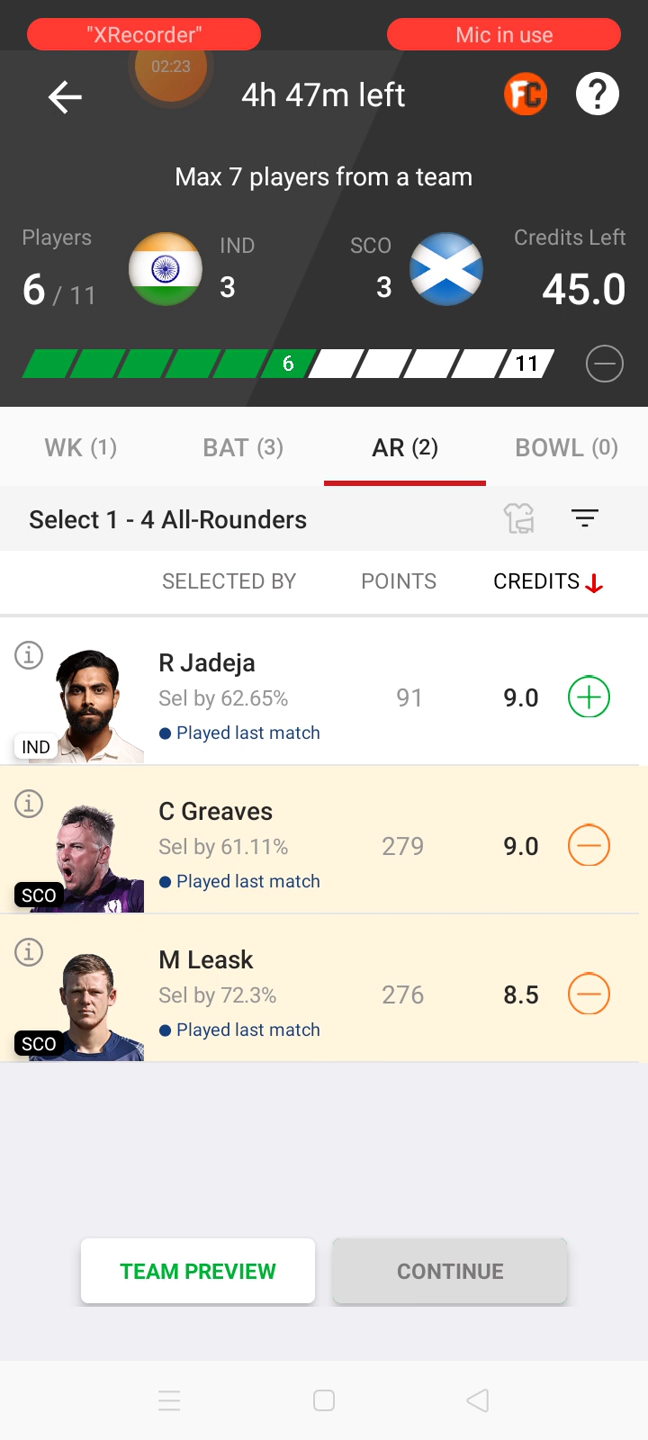 "XRecorder" Mic in use
02:23
4h 47m left FC ?
Max 7 players from a team
Players IND SCO Credits Left
6 / 11 3 3 45.0
6 11
WK (1) BAT (3) AR (2) BOWL (0)
Select 1 - 4 All-Rounders
SELECTED BY POINTS CREDITS
R Jadeja
Sel by 62.65% 91 9.0
Played last match
IND
C Greaves
Sel by 61.11% 279 9.0
Played last match
SCO
M Leask
Sel by 72.3% 276 8.5
Played last match
SCO
TEAM PREVIEW CONTINUE